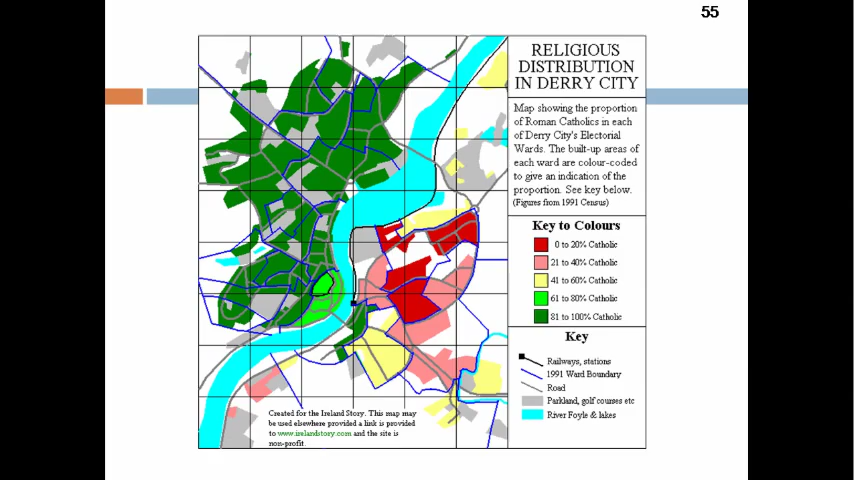 55
RELIGIOUS
DISTRIBUTION
IN DERRY CITY
Map showing the proportion
of Roman Catholics in each
of Derry City's Electorial
Wards. The built-up areas of
each ward are colour-coded
to give an indication of the
proportion. See key below.
(Figures from 1991 Census)
Key to Colours
0 to 20% Catholic
21 to 40% Catholic
41 to 60% Catholic
61 to 80% Catholic
81 to 100% Catholic
Key
Railways, stations
1991 Ward Boundary
Road
Parkland, golf courses etc
River Foyle & lakes
Created for the Ireland Story. This map may
be used elsewhere provided a link is provided
to www.irelandstory.com and the site is
non-profit.